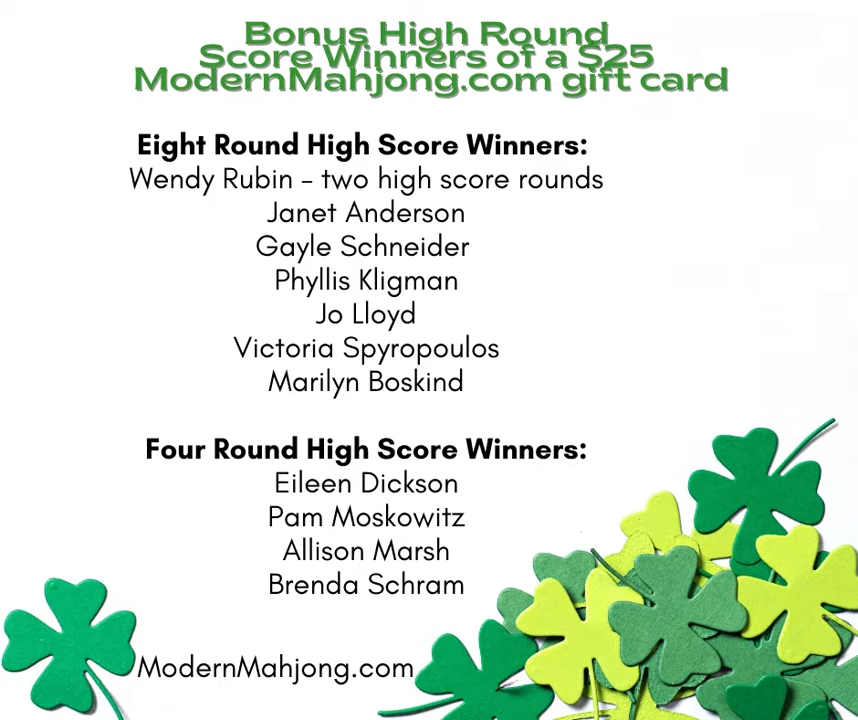 Bonus High Round
Score Winners of a $25
ModernMahjong.com gift card
Eight Round High Score Winners:
Wendy Rubin – two high score rounds
Janet Anderson
Gayle Schneider
Phyllis Kligman
Jo Lloyd
Victoria Spyropoulos
Marilyn Boskind
Four Round High Score Winners:
Eileen Dickson
Pam Moskowitz
Allison Marsh
Brenda Schram
ModernMahjong.com